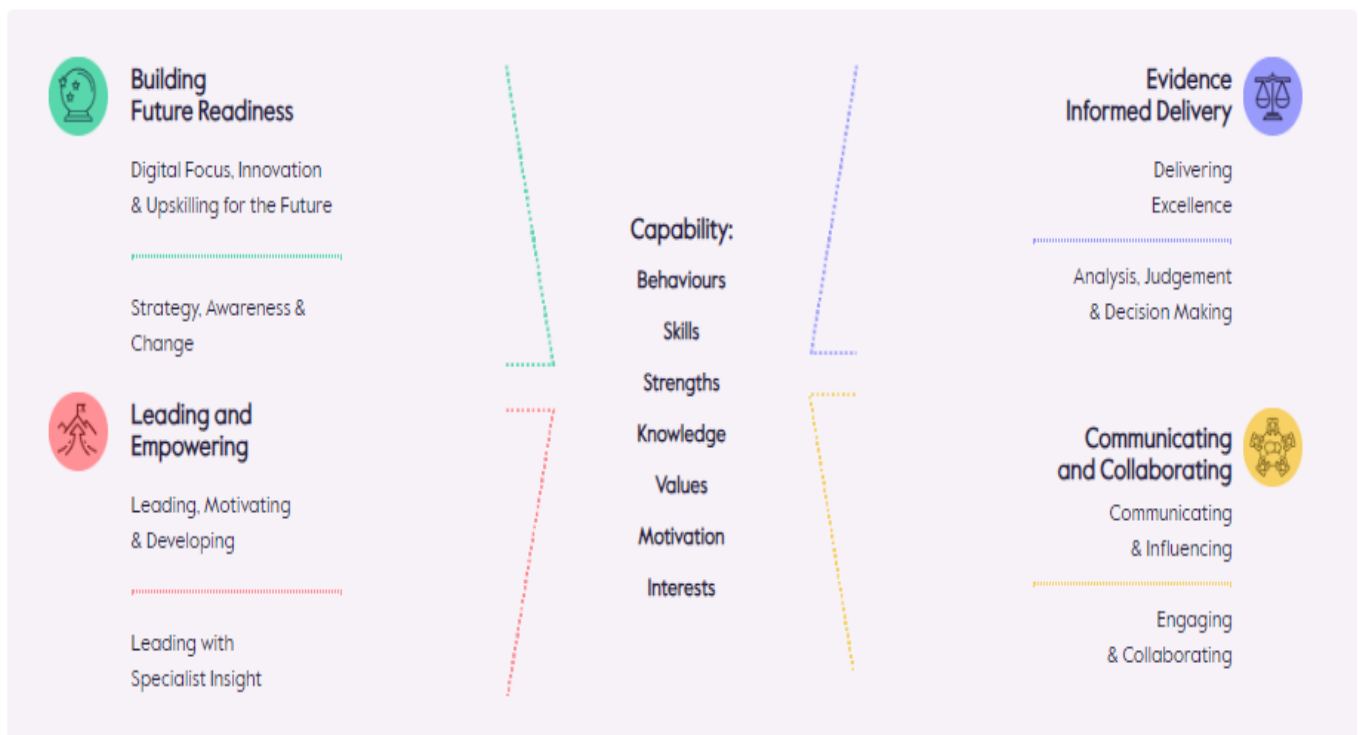 Building
Future Readiness
Digital Focus, Innovation
& Upskilling for the Future
Strategy, Awareness &
Change
Leading and
Empowering
Leading, Motivating
& Developing
Leading with
Specialist Insight
Capability:
Behaviours
Skills
Strengths
Knowledge
Values
Motivation
Interests
Evidence
Informed Delivery
Delivering
Excellence
Analysis, Judgement
& Decision Making
Communicating
and Collaborating
Communicating
& Influencing
Engaging
& Collaborating